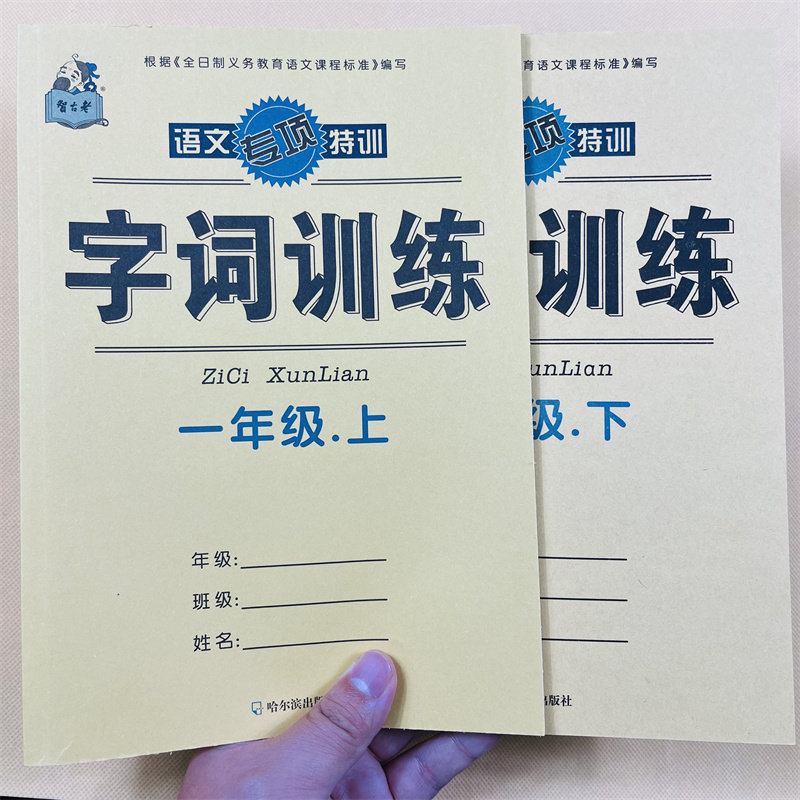 根据《全日制义务教育语文课程标准》编写
智古老
®
语文 专项 特训
字词训练
ZiCi XunLian
一年级.上
年级:
班级:
姓名:
哈尔滨出版
育语文课程标准》编写
项 特训
训练
unLian
级.下
出版社